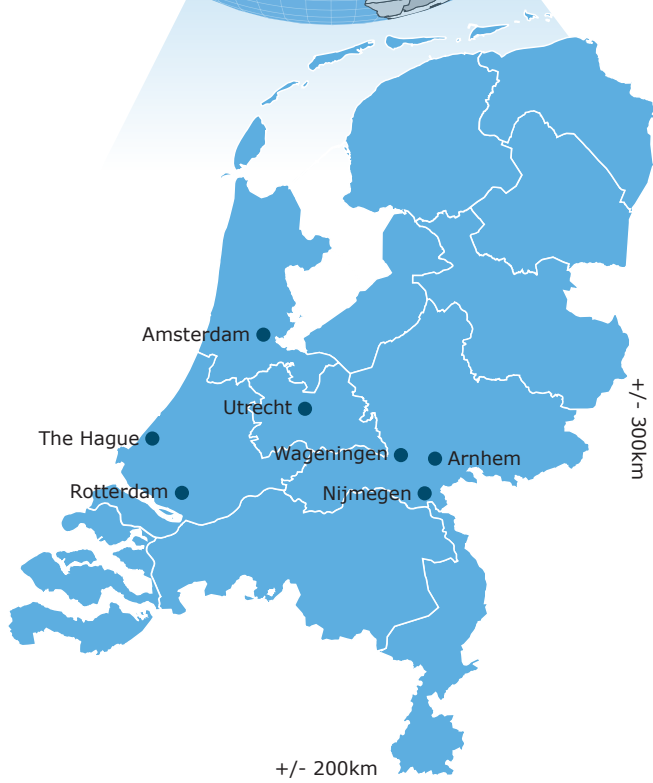 Amsterdam
Utrecht
The Hague
Wageningen
Arnhem
Rotterdam
Nijmegen
+/- 300km
+/- 200km